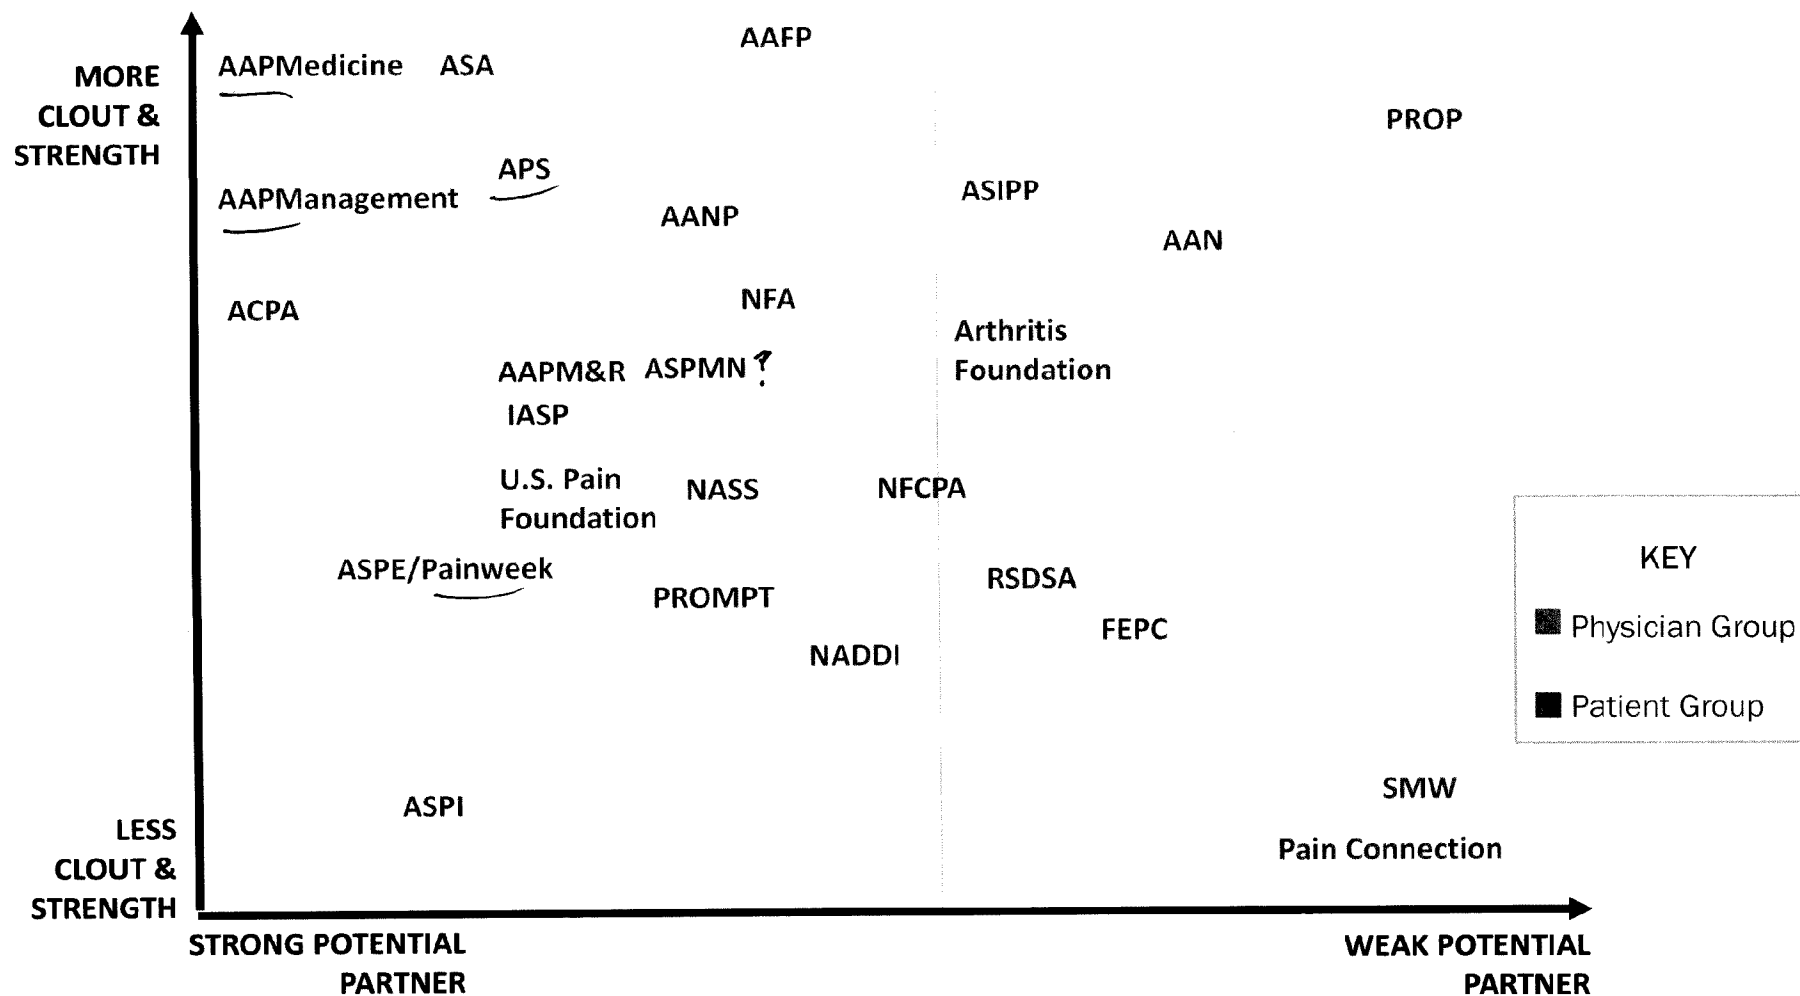 AAFP
MORE
CLOUT &
STRENGTH
AAPMedicine ASA
PROP
APS
AAPManagement
ASIPP
AANP
AAN
ACPA
NFA
Arthritis
Foundation
AAPM&R ASPMN ?
IASP
U.S. Pain
Foundation
NASS
NFCPA
ASPE/Painweek
RSDSA
PROMPT
FEPC
NADDI
KEY
Physician Group
Patient Group
SMW
ASPI
Pain Connection
LESS
CLOUT &
STRENGTH
STRONG POTENTIAL
PARTNER
WEAK POTENTIAL
PARTNER